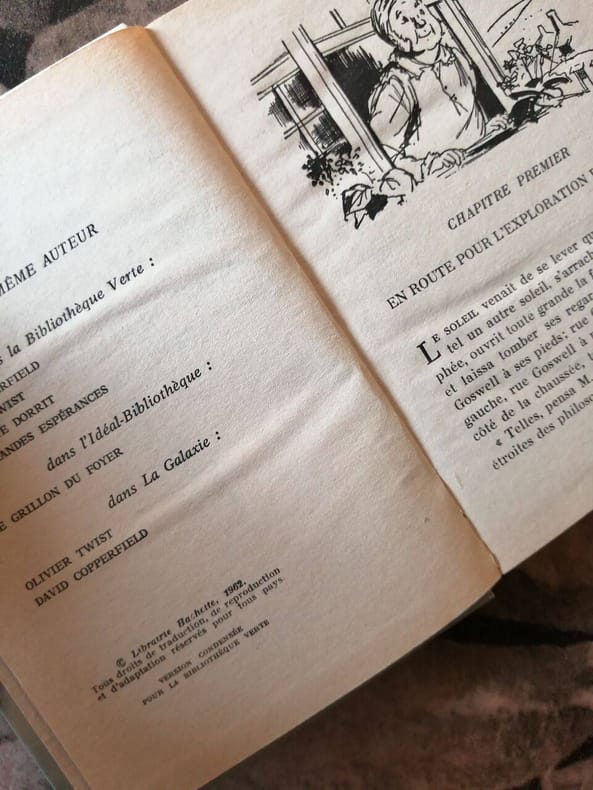 MÊME AUTEUR
la Bibliothèque Verte :
DORRIT
ESPÉRANCES
dans l'Idéal-Bibliothèque :
GRILLON DU FOYER
dans La Galaxie :
OLIVIER TWIST
DAVID COPPERFIELD
© Librairie Hachette, 1962.
Tous droits de traduction, de reproduction
et d'adaptation réservés pour tous pays.
VERSION CONDENSÉE
POUR LA BIBLIOTHÈQUE VERTE
CHAPITRE PREMIER
EN ROUTE POUR L'EXPLORATION
LE SOLEIL venait de se lever
tel un autre soleil, s'arrach
phée, ouvrit toute grande la
et laissa tomber ses regar
Goswell à ses pieds; rue
gauche, rue Goswell à
côté de la chaussée,
« Telles, pensa M.
étroites des philoso